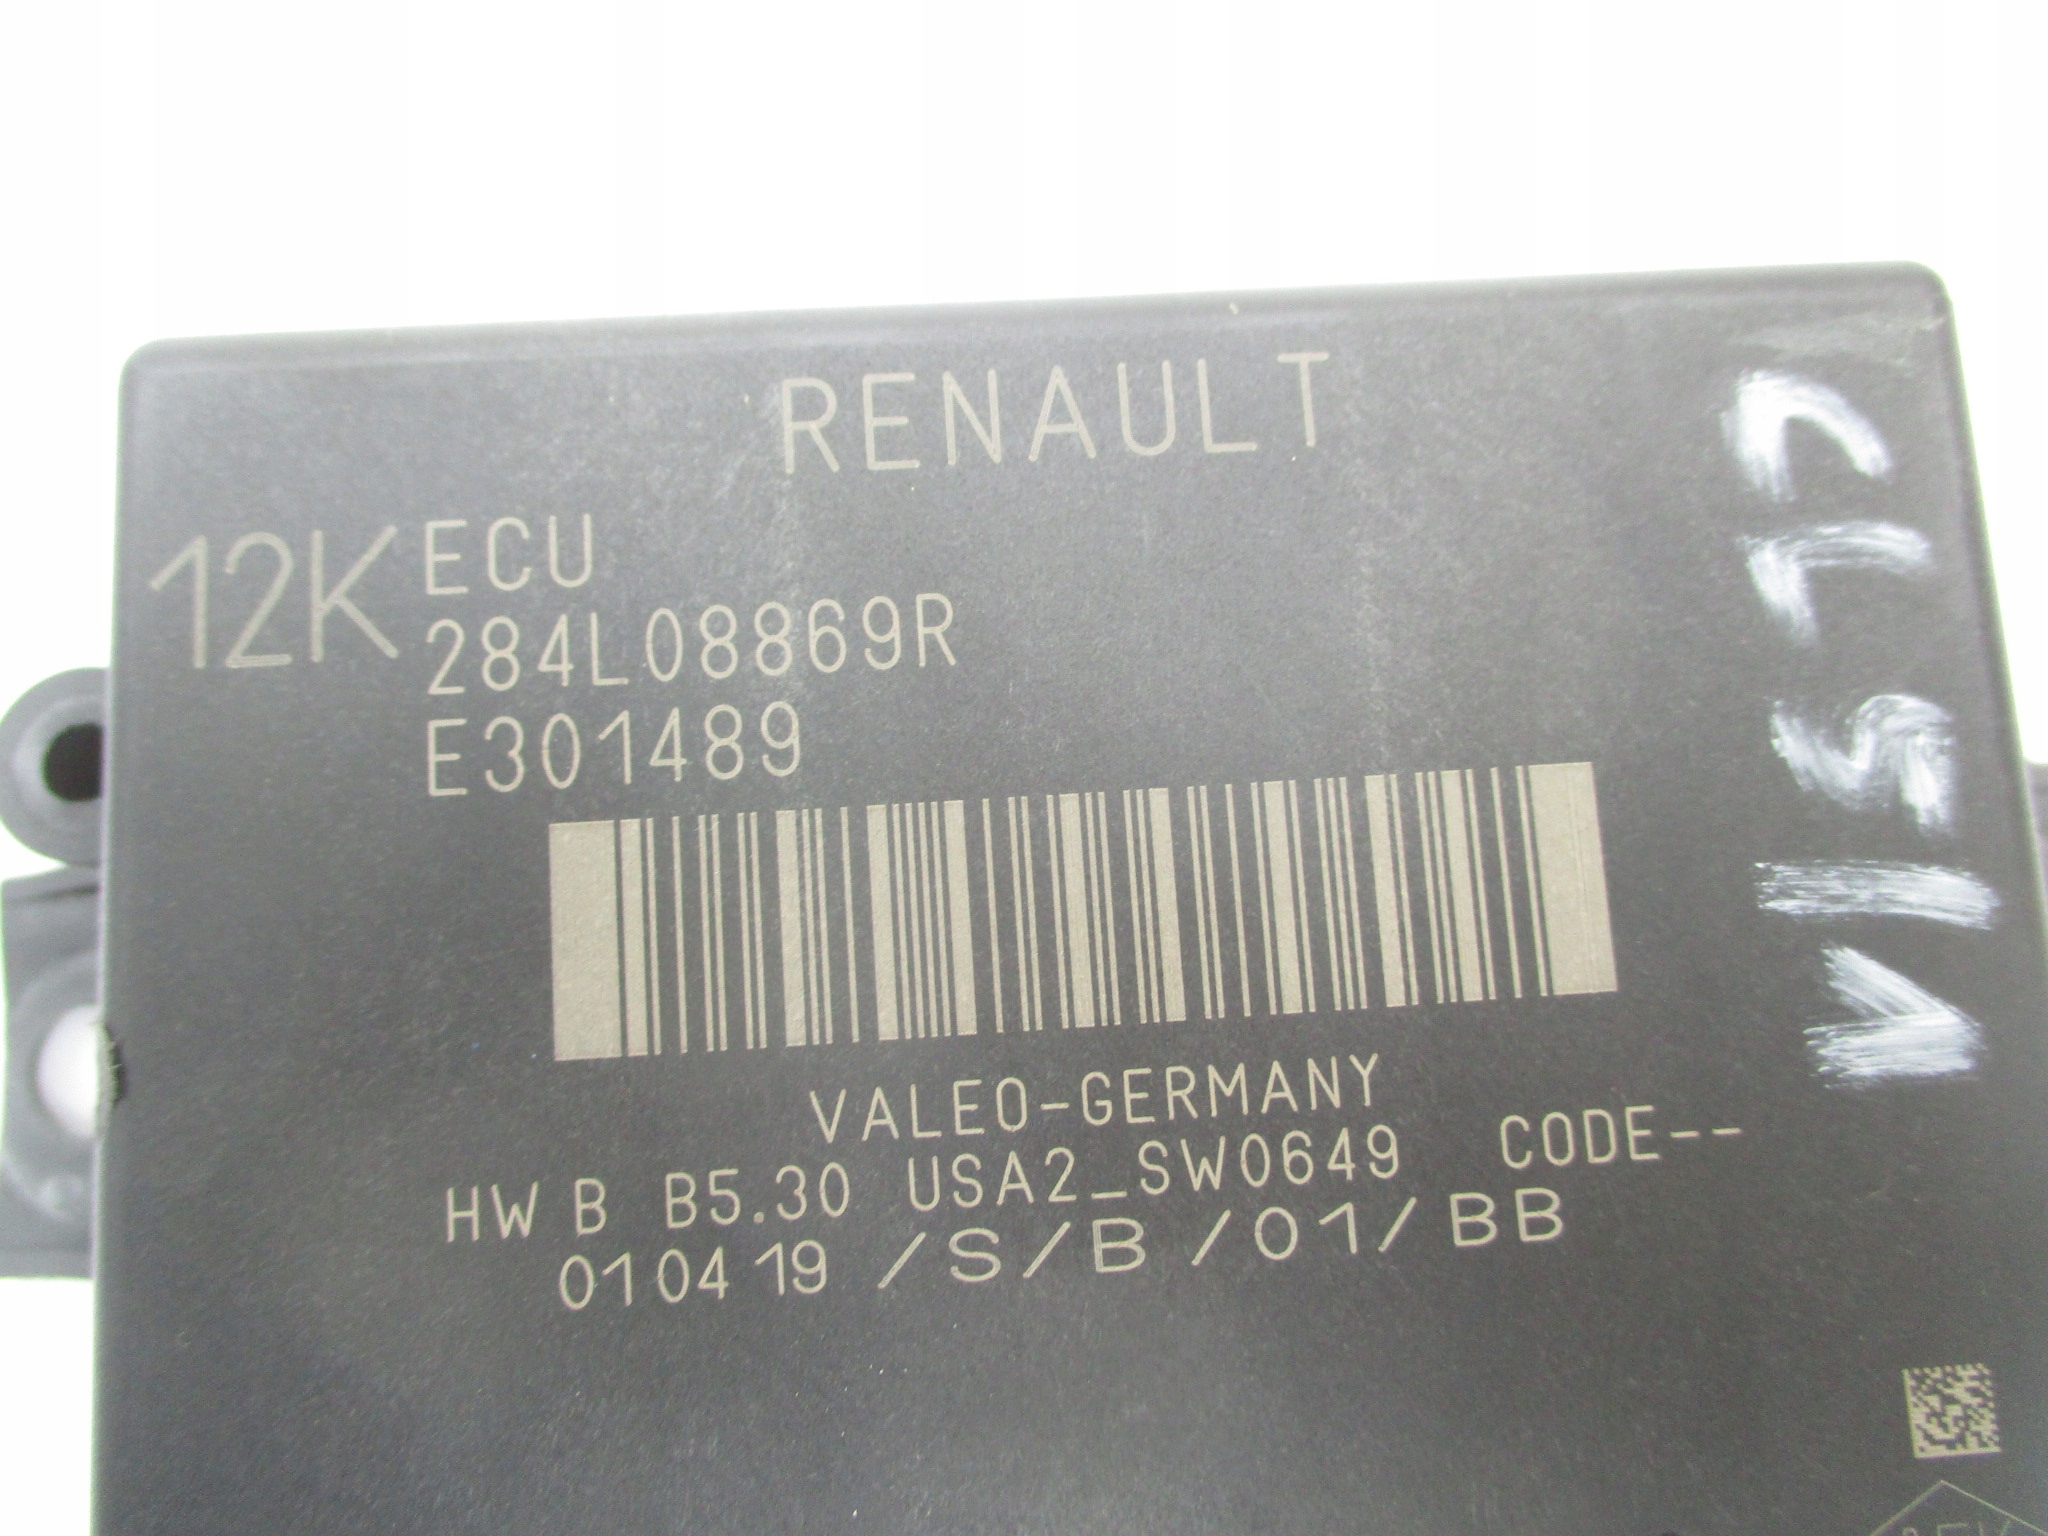 RENAULT
12K ECU
284L08869R
E301489
VALEO-GERMANY
HW B B5.30 USA2_SW0649 CODE--
010419 /S/B/01/BB